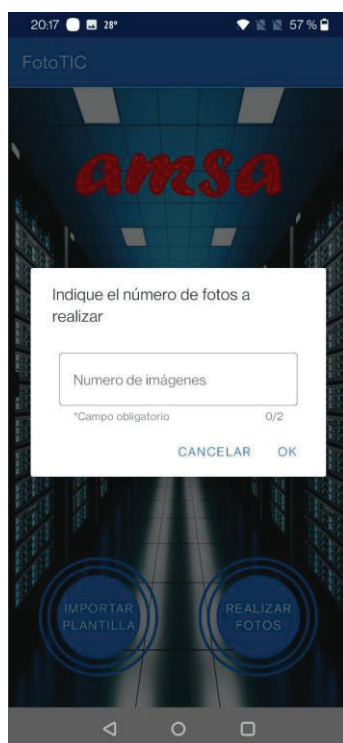 20:17 28° 57 %
FotoTIC
amsa
Indique el número de fotos a
realizar
Numero de imágenes
*Campo obligatorio 0/2
CANCELAR OK
IMPORTAR
PLANTILLA
REALIZAR
FOTOS